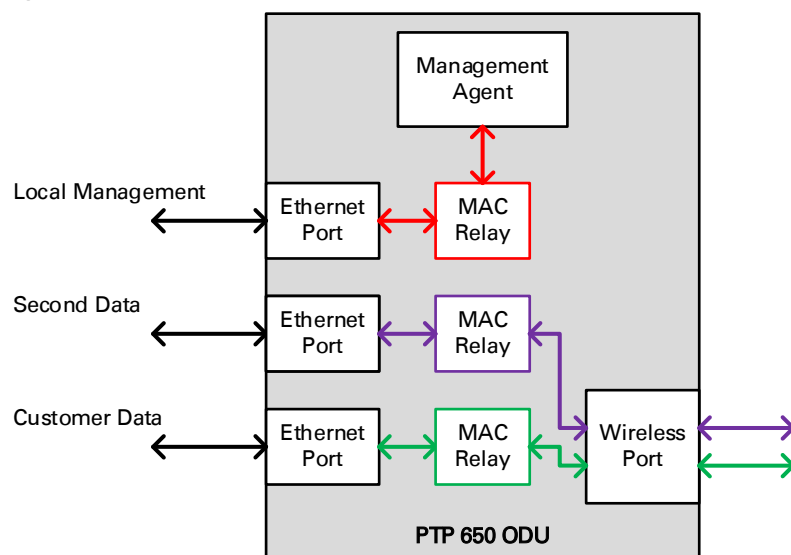 Management
Agent
Local Management
Ethernet
Port
MAC
Relay
Second Data
Ethernet
Port
MAC
Relay
Customer Data
Ethernet
Port
MAC
Relay
Wireless
Port
PTP 650 ODU